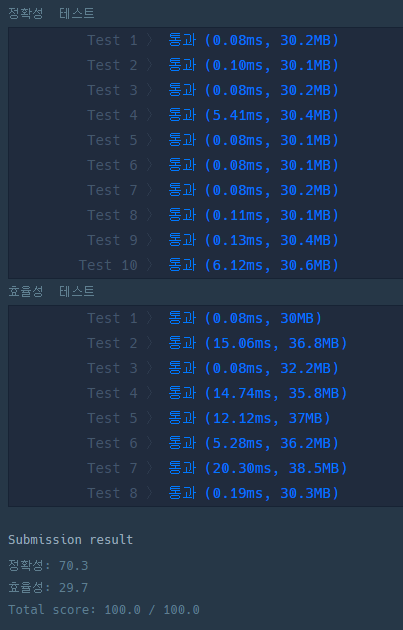 정확성 테스트
Test 1 〉 통과 (0.08ms, 30.2MB)
Test 2 〉 통과 (0.10ms, 30.1MB)
Test 3 〉 통과 (0.08ms, 30.2MB)
Test 4 〉 통과 (5.41ms, 30.4MB)
Test 5 〉 통과 (0.08ms, 30.1MB)
Test 6 〉 통과 (0.08ms, 30.1MB)
Test 7 〉 통과 (0.08ms, 30.2MB)
Test 8 〉 통과 (0.11ms, 30.1MB)
Test 9 〉 통과 (0.13ms, 30.4MB)
Test 10 〉 통과 (6.12ms, 30.6MB)
효율성 테스트
Test 1 〉 통과 (0.08ms, 30MB)
Test 2 〉 통과 (15.06ms, 36.8MB)
Test 3 〉 통과 (0.08ms, 32.2MB)
Test 4 〉 통과 (14.74ms, 35.8MB)
Test 5 〉 통과 (12.12ms, 37MB)
Test 6 〉 통과 (5.28ms, 36.2MB)
Test 7 〉 통과 (20.30ms, 38.5MB)
Test 8 〉 통과 (0.19ms, 30.3MB)
Submission result
정확성: 70.3
효율성: 29.7
Total score: 100.0 / 100.0